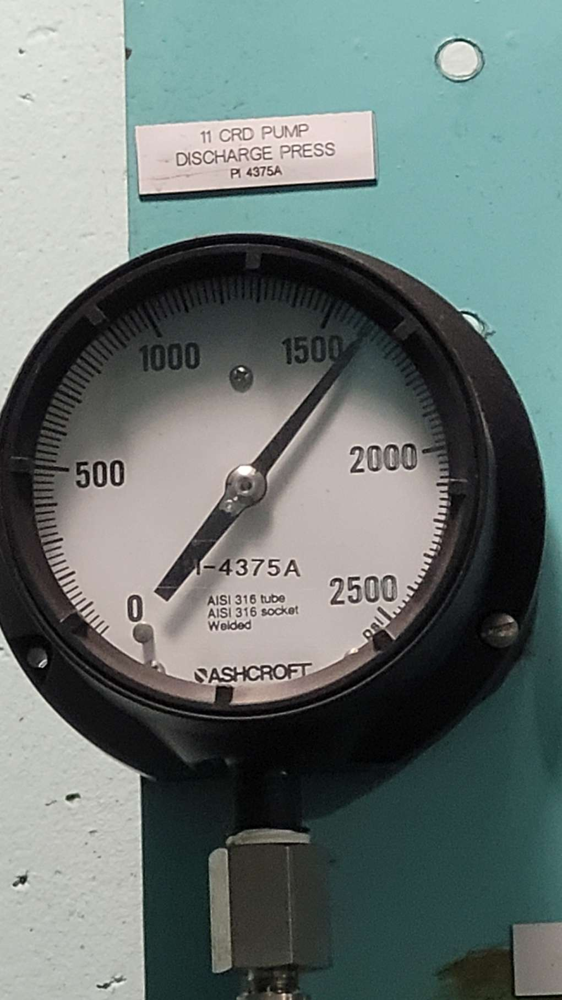 11 CRD PUMP
DISCHARGE PRESS
PI 4375A
1000
1500
500
2000
PI-4375A
0
2500
AISI 316 tube
AISI 316 socket
Welded
psi
ASHCROFT